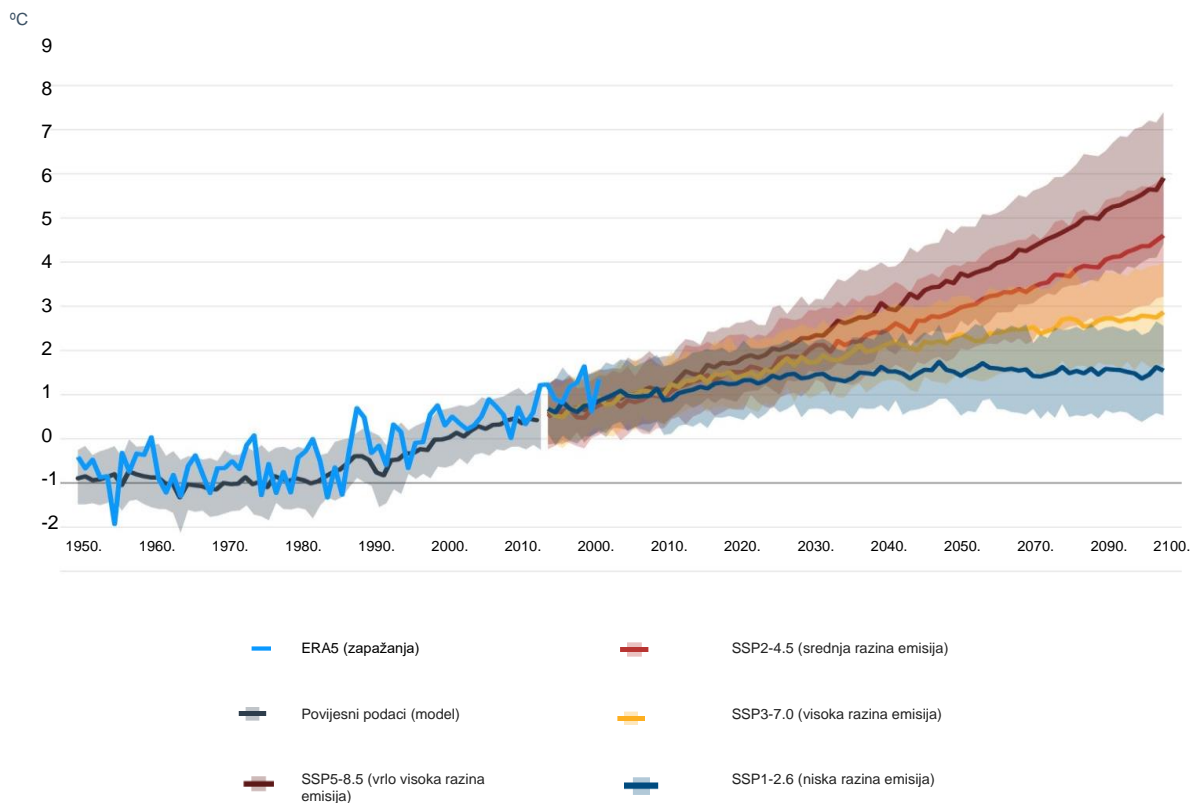 ºC
9
8
7
6
5
4
3
2
1
0
-1
-2
1950. 1960. 1970. 1980. 1990. 2000. 2010. 2000. 2010. 2020. 2030. 2040. 2050. 2070. 2090. 2100.
ERA5 (zapažanja)
SSP2-4.5 (srednja razina emisija)
Povijesni podaci (model)
SSP3-7.0 (visoka razina emisija)
SSP5-8.5 (vrlo visoka razina
emisija)
SSP1-2.6 (niska razina emisija)